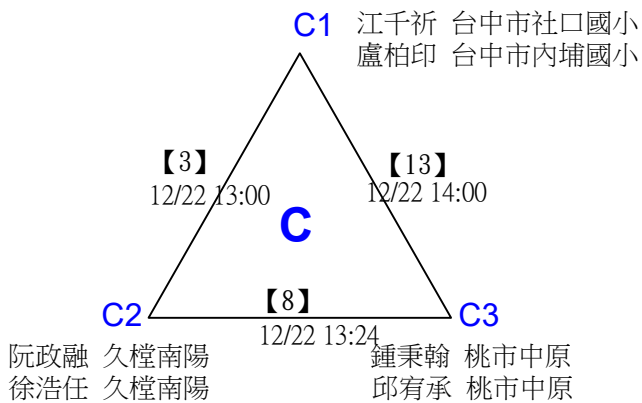 C1
江千祈 台中市社口國小
盧柏印 台中市內埔國小
【3】
12/22 13:00
【13】
12/22 14:00
C
【8】
12/22 13:24
C2
阮政融 久樘南陽
徐浩任 久樘南陽
C3
鍾秉翰 桃市中原
邱宥承 桃市中原